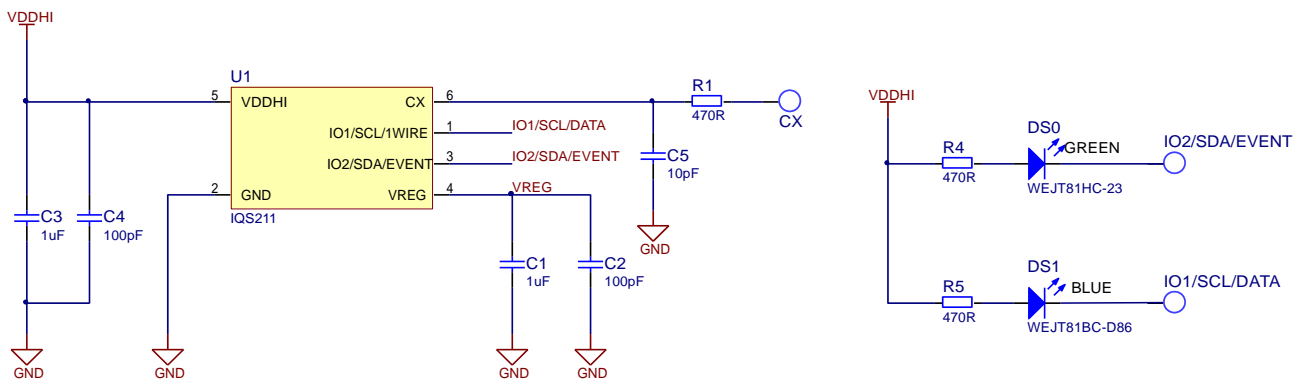 VDDHI
U1
5
VDDHI
CX
6
R1
470R
CX
IO1/SCL/1WIRE
1
IO1/SCL/DATA
IO2/SDA/EVENT
3
IO2/SDA/EVENT
C5
10pF
2
GND
VREG
4
VREG
IQS211
GND
C3
1uF
C4
100pF
C1
1uF
C2
100pF
GND
GND
GND
GND
VDDHI
R4
470R
DS0
GREEN
WEJT81HC-23
IO2/SDA/EVENT
R5
470R
DS1
BLUE
WEJT81BC-D86
IO1/SCL/DATA